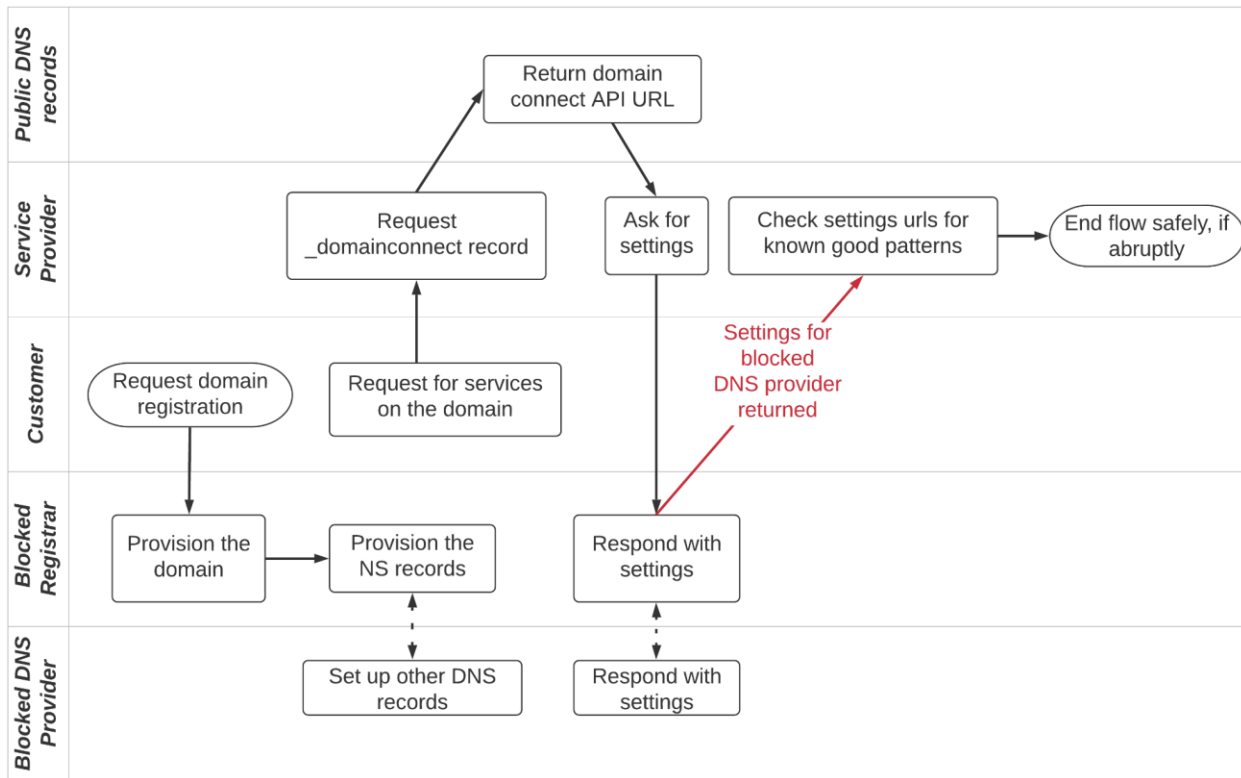 Public DNS
records
Return domain
connect API URL
Service
Provider
Request
_domainconnect record
Ask for
settings
Check settings urls for
known good patterns
End flow safely, if
abruptly
Customer
Request domain
registration
Request for services
on the domain
Settings for
blocked
DNS provider
returned
Blocked
Registrar
Provision the
domain
Provision the
NS records
Respond with
settings
Blocked DNS
Provider
Set up other DNS
records
Respond with
settings